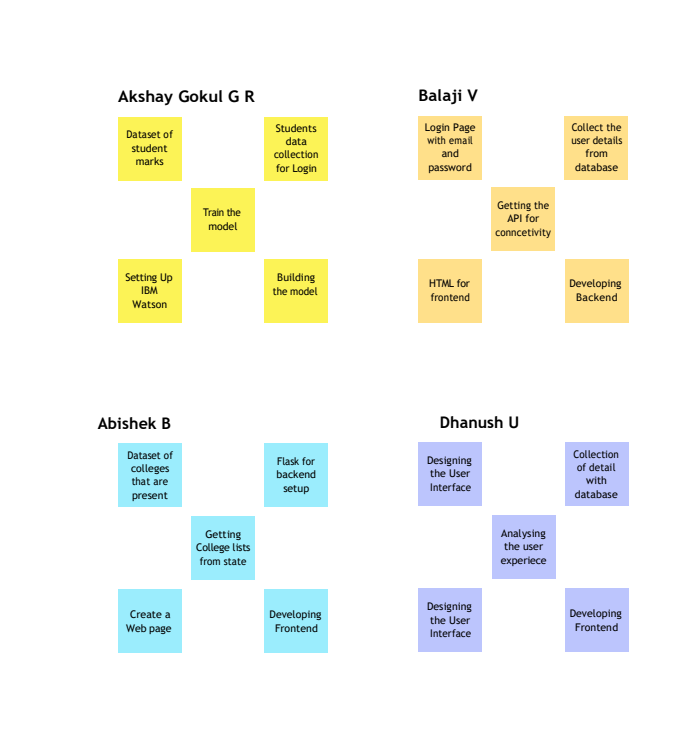 Akshay Gokul G R
Dataset of
student
marks
Students
data
collection
for Login
Train the
model
Setting Up
IBM
Watson
Building
the model
Balaji V
Login Page
with email
and
password
Collect the
user details
from
database
Getting the
API for
conncetivity
HTML for
frontend
Developing
Backend
Abishek B
Dataset of
colleges
that are
present
Flask for
backend
setup
Getting
College lists
from state
Create a
Web page
Developing
Frontend
Dhanush U
Designing
the User
Interface
Collection
of detail
with
database
Analysing
the user
experiece
Designing
the User
Interface
Developing
Frontend